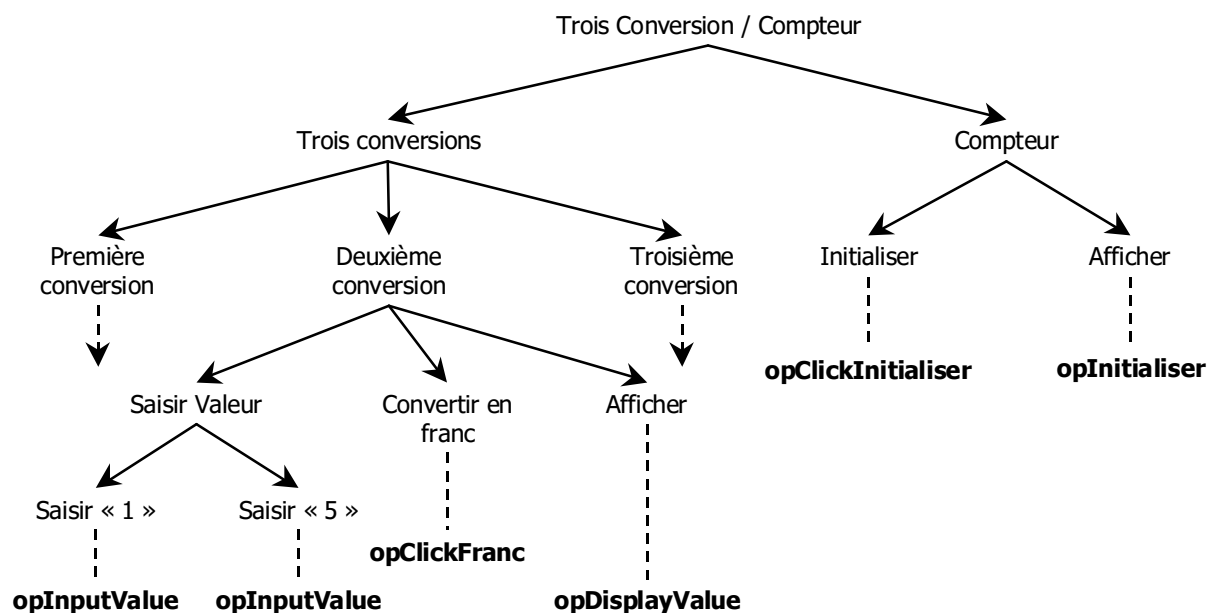 Trois Conversion / Compteur
Trois conversions
Compteur
Première
conversion
Deuxième
conversion
Troisième
conversion
Initialiser
Afficher
opClickInitialiser
opInitialiser
Saisir Valeur
Convertir en
franc
Afficher
Saisir « 1 »
Saisir « 5 »
opClickFranc
opInputValue
opInputValue
opDisplayValue